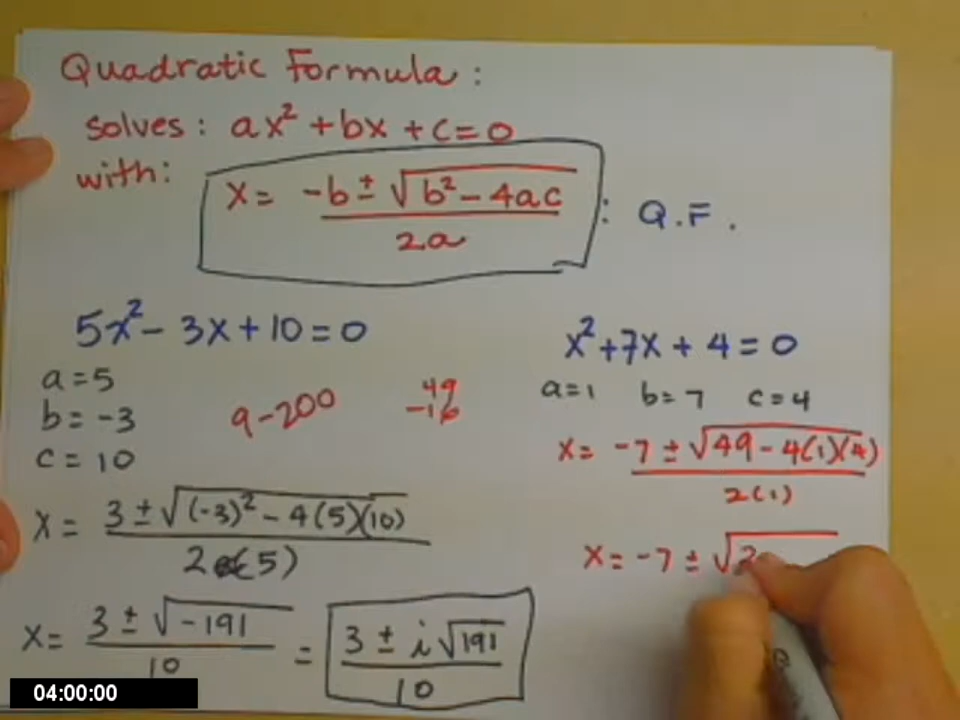 Quadratic Formula:
solves: ax² + bx + c = 0
with:
x = -b ± √b² - 4ac
2a
: Q.F.
5x² - 3x + 10 = 0
a = 5
b = -3
c = 10
9 - 200
49
-16
x = 3 ± √(-3)² - 4(5)(10)
2(5)
x = 3 ± √-191
10
= 3 ± i√191
10
x² + 7x + 4 = 0
a = 1 b = 7 c = 4
x = -7 ± √49 - 4(1)(4)
2(1)
x = -7 ± √3
04:00:00